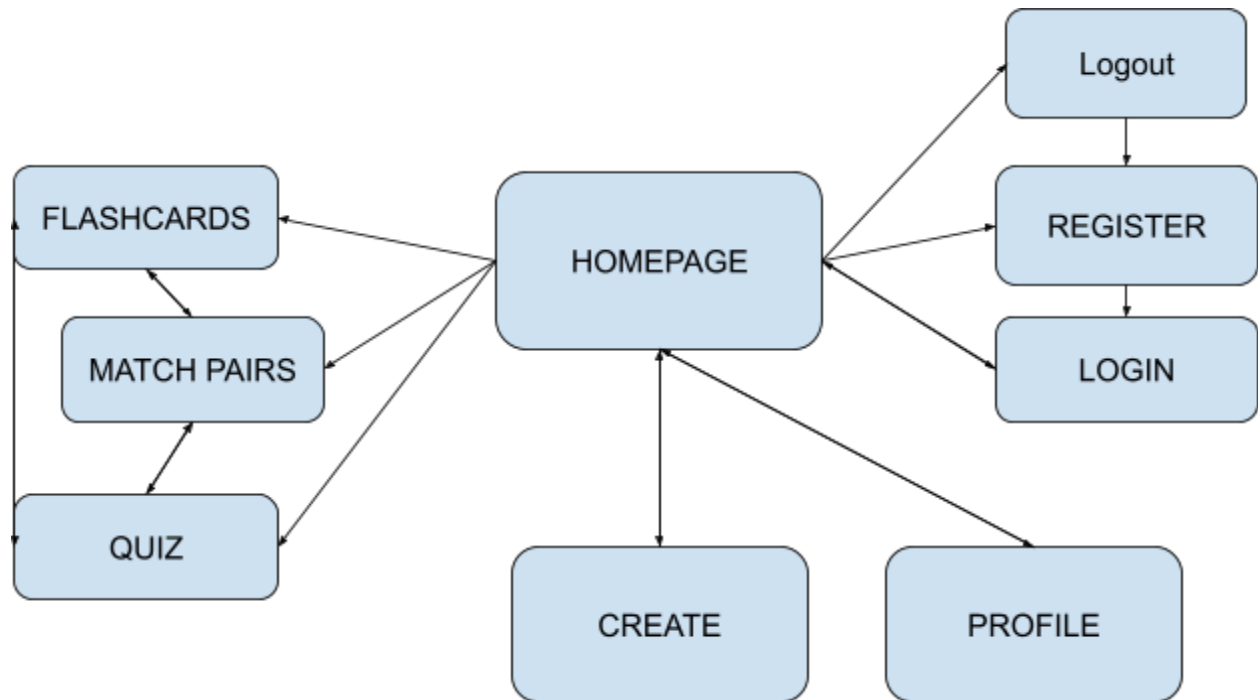 Logout
FLASHCARDS
HOMEPAGE
REGISTER
MATCH PAIRS
LOGIN
QUIZ
CREATE
PROFILE